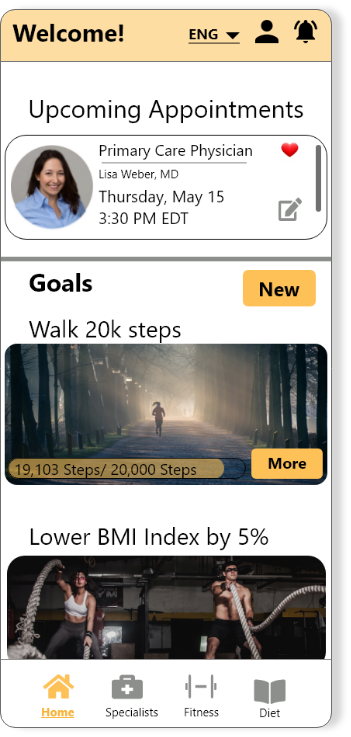 Welcome!
ENG
Upcoming Appointments
Primary Care Physician
Lisa Weber, MD
Thursday, May 15
3:30 PM EDT
Goals
New
Walk 20k steps
19,103 Steps/ 20,000 Steps
More
Lower BMI Index by 5%
Home
Specialists
Fitness
Diet